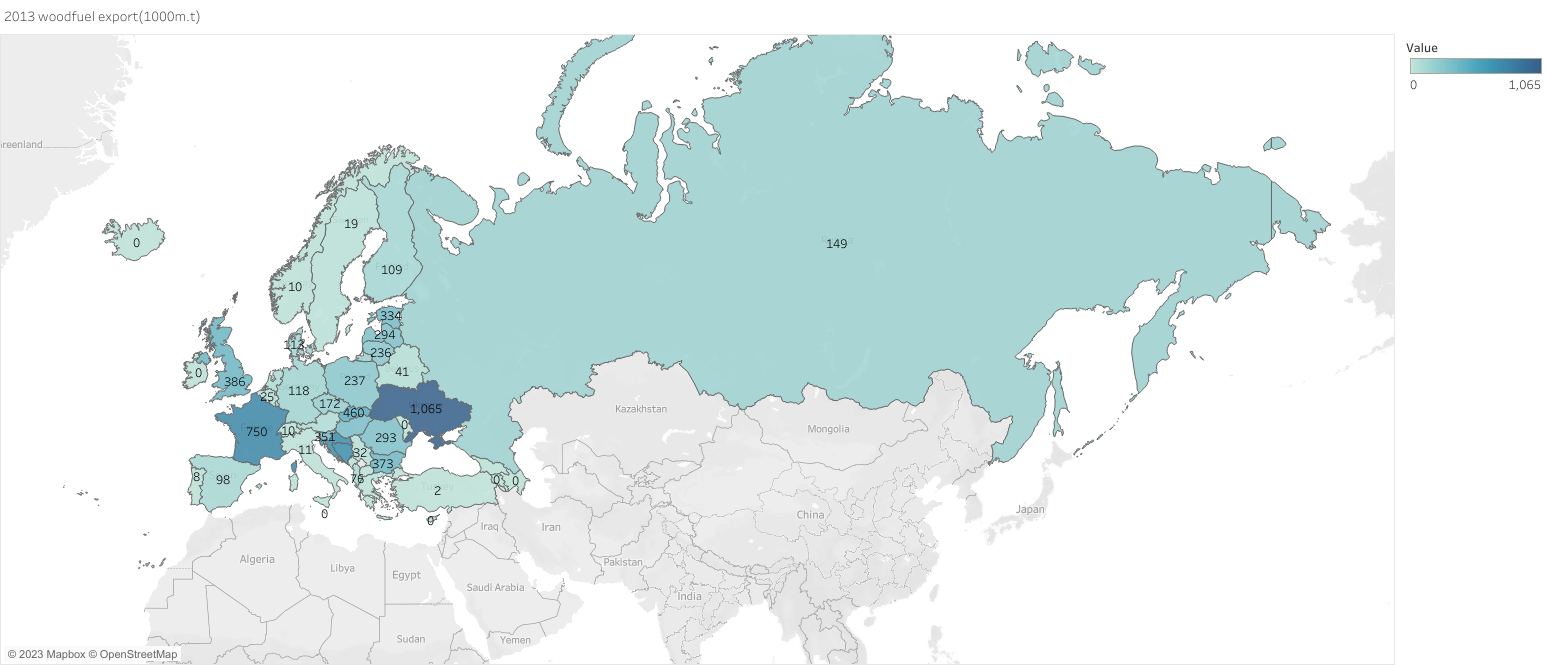 2013 woodfuel export(1000m.t)
Value
0 1,065
reenland
0
19
149
109
10
334
294
113
236
0
386
41
237
118
25
172
460
1,065
750
10
351
0
293
11
32
373
8
98
76
2
0
0
0
0
Kazakhstan
Mongolia
China
Japan
Iraq
Iran
Algeria
Libya
Egypt
Pakistan
Saudi Arabia
India
Sudan
Yemen
© 2023 Mapbox © OpenStreetMap